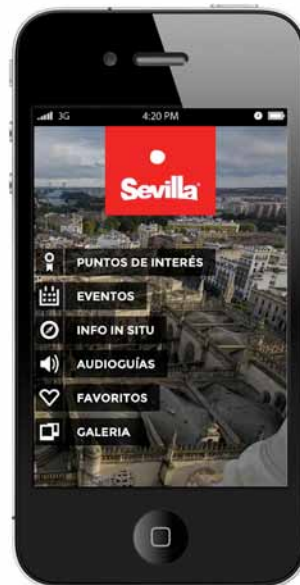 3G 4:20 PM
Sevilla
PUNTOS DE INTERÉS
EVENTOS
INFO IN SITU
AUDIOGUÍAS
FAVORITOS
GALERIA